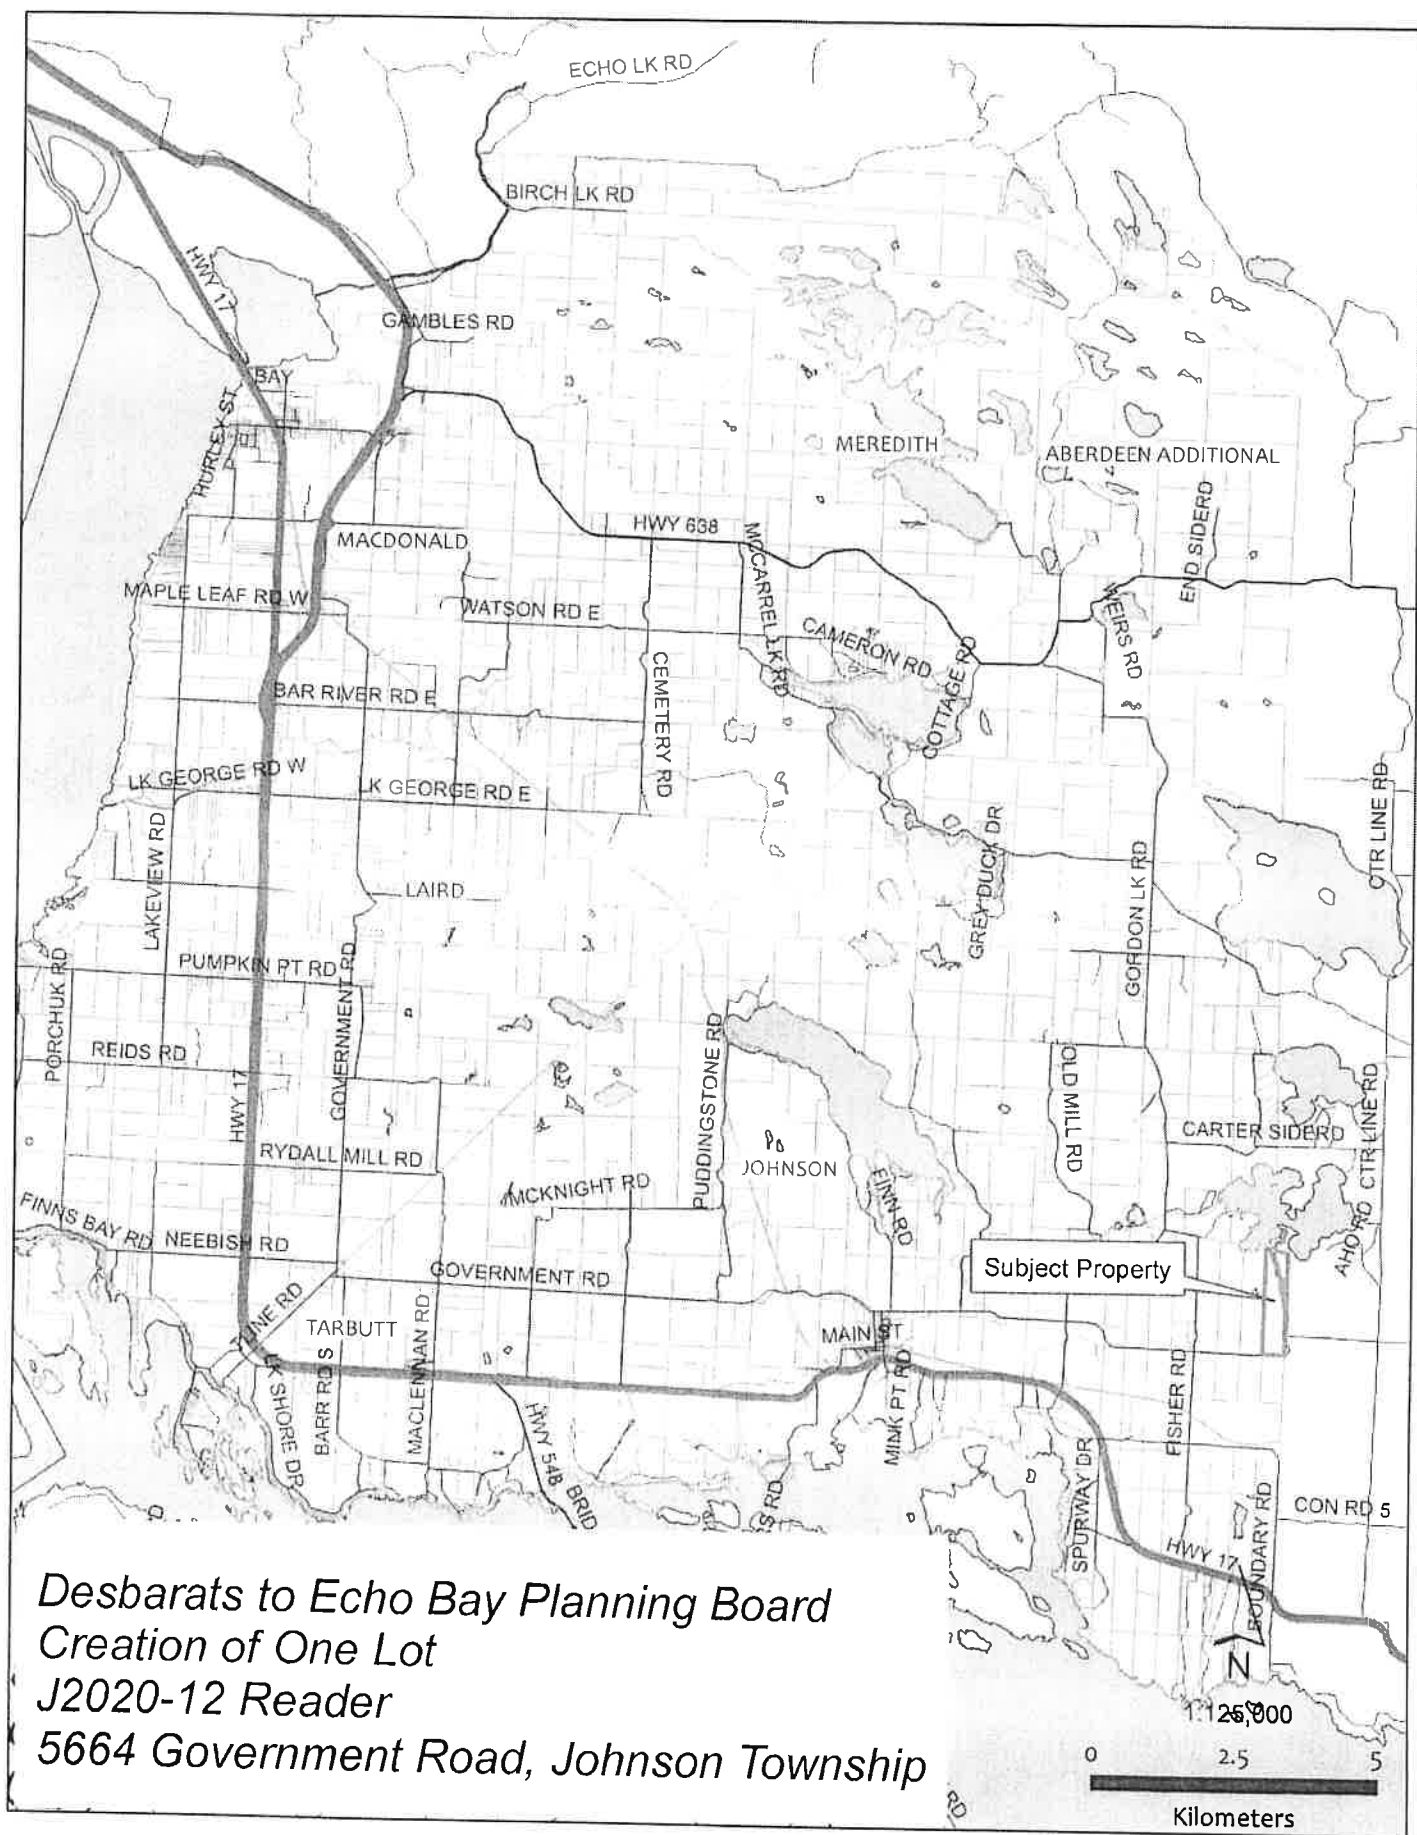 ECHO LK RD
BIRCH LK RD
HWY 17
GAMBLES RD
BAY
HURLEY ST
MEREDITH
ABERDEEN ADDITIONAL
END SIDERD
HWY 638
MACDONALD
MCCARREL LK RD
MAPLE LEAF RD W
WATSON RD E
CAMERON RD
WEIRS RD
COTTAGE RD
CEMETERY RD
BAR RIVER RD E
LK GEORGE RD W
LK GEORGE RD E
CTR LINE RD
LAKEVIEW RD
GREY DUCK DR
GORDON LK RD
LAIRD
PORCHUK RD
PUMPKIN PT RD
GOVERNMENT RD
REIDS RD
HWY 17
PUDDINGSTONE RD
OLD MILL RD
CTR LINE RD
CARTER SIDERD
RYDALL MILL RD
JOHNSON
MCKNIGHT RD
FINN RD
FINNS BAY RD
NEEBISH RD
AHO RD
Subject Property
GOVERNMENT RD
TARBUTT
MAIN ST
BARR RD S
MACLENNAN RD
LK SHORE DR
MINK PT RD
FISHER RD
HWY 548
BRID
S RD
SPURWAY DR
BOUNDARY RD
CON RD 5
HWY 17
Desbarats to Echo Bay Planning Board
Creation of One Lot
J2020-12 Reader
5664 Government Road, Johnson Township
N
1:125,000
0 2.5 5
Kilometers
RD